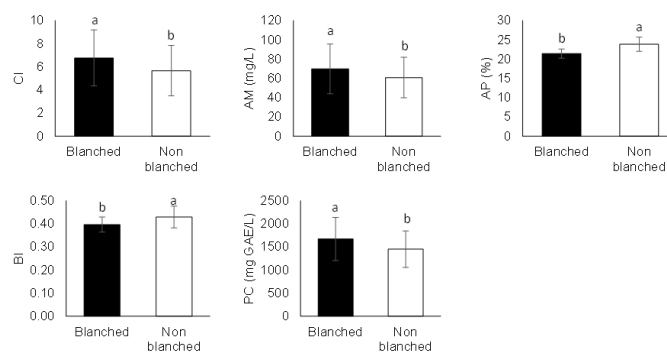 CI
8
6
4
2
0
10
a
b
Blanched
Non
blanched
AM (mg/L)
120
100
80
60
40
20
0
a
b
Blanched
Non
blanched
AP (%)
30
25
20
15
10
5
0
b
a
Blanched
Non
blanched
BI
0.50
0.40
0.30
0.20
0.10
0.00
b
a
Blanched
Non
blanched
PC (mg GAE/L)
2500
2000
1500
1000
500
0
a
b
Blanched
Non
blanched